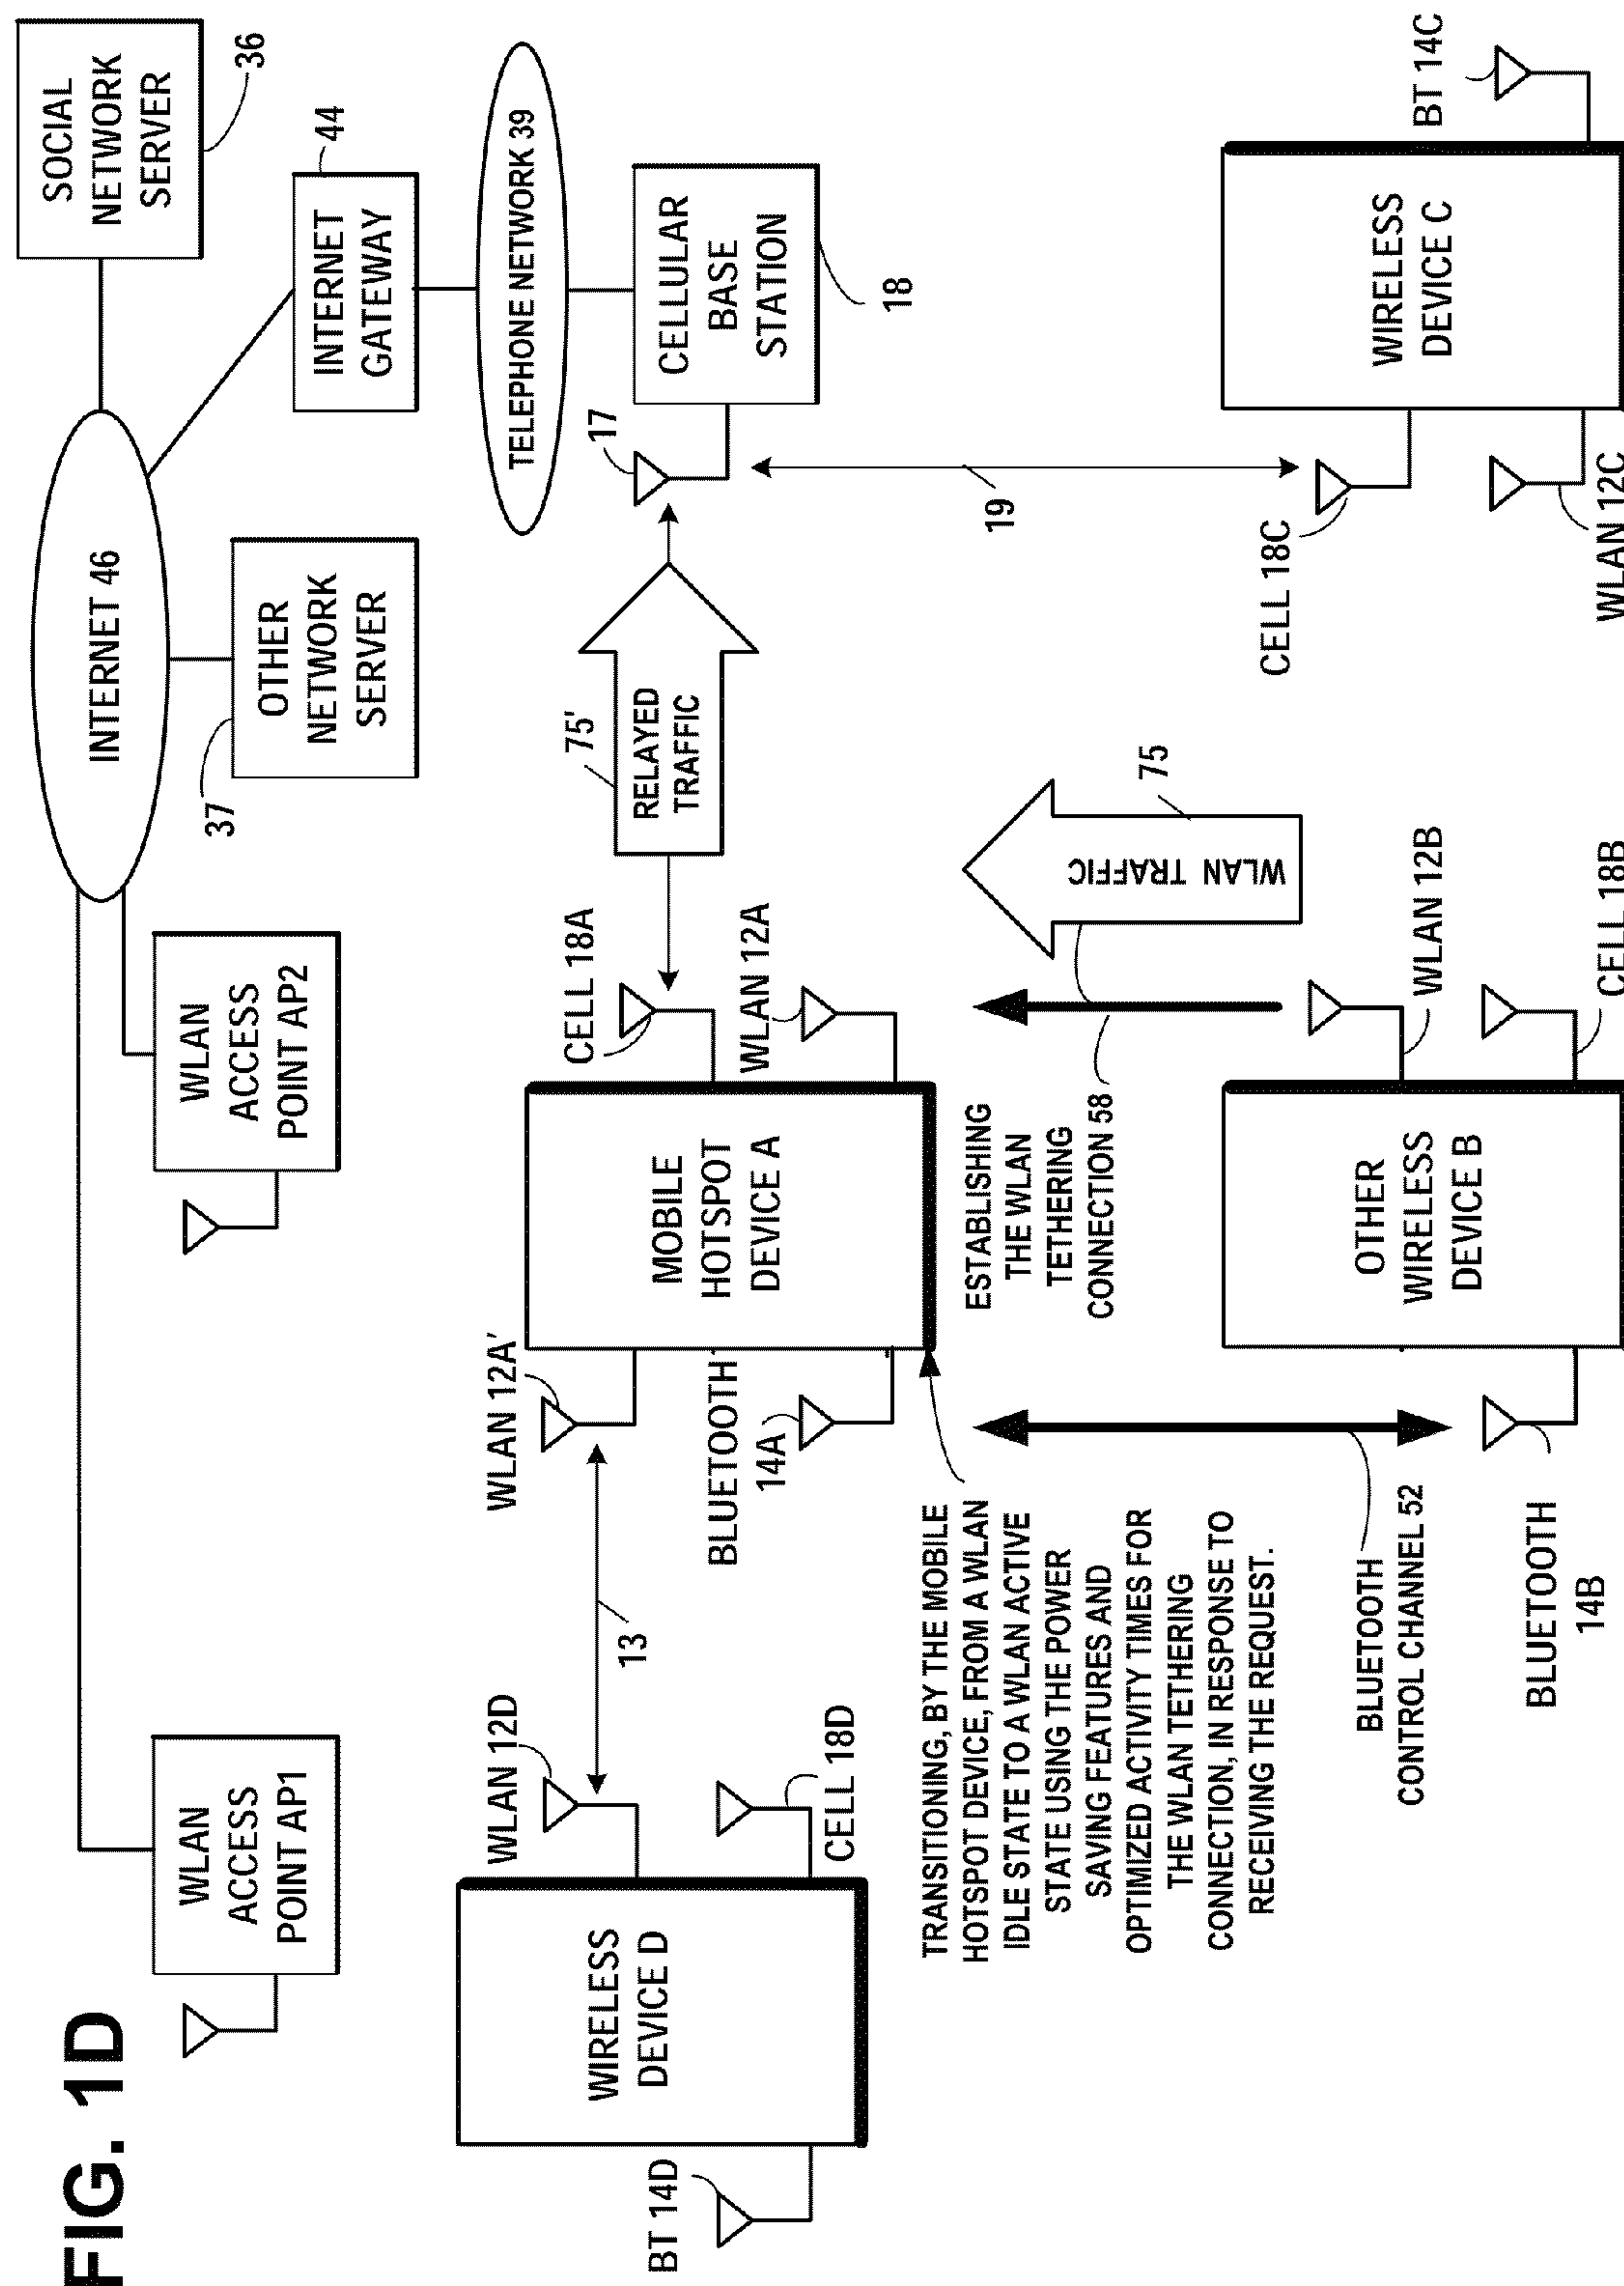 FIG. 1D
WLAN
ACCESS
POINT AP1
WLAN
ACCESS
POINT AP2
INTERNET 46
SOCIAL
NETWORK
SERVER
36
37
OTHER
NETWORK
SERVER
INTERNET
GATEWAY
44
TELEPHONE NETWORK 39
CELLULAR
BASE
STATION
18
17
75'
RELAYED
TRAFFIC
BT 14D
WIRELESS
DEVICE D
WLAN 12D
CELL 18D
13
WLAN 12A'
BLUETOOTH
14A
MOBILE
HOTSPOT
DEVICE A
CELL 18A
WLAN 12A
TRANSITIONING, BY THE MOBILE
HOTSPOT DEVICE, FROM A WLAN
IDLE STATE TO A WLAN ACTIVE
STATE USING THE POWER
SAVING FEATURES AND
OPTIMIZED ACTIVITY TIMES FOR
THE WLAN TETHERING
CONNECTION, IN RESPONSE TO
RECEIVING THE REQUEST.
ESTABLISHING
THE WLAN
TETHERING
CONNECTION 58
WLAN TRAFFIC
75
19
BLUETOOTH
CONTROL CHANNEL 52
BLUETOOTH
14B
OTHER
WIRELESS
DEVICE B
WLAN 12B
CELL 18B
CELL 18C
WLAN 12C
WIRELESS
DEVICE C
BT 14C